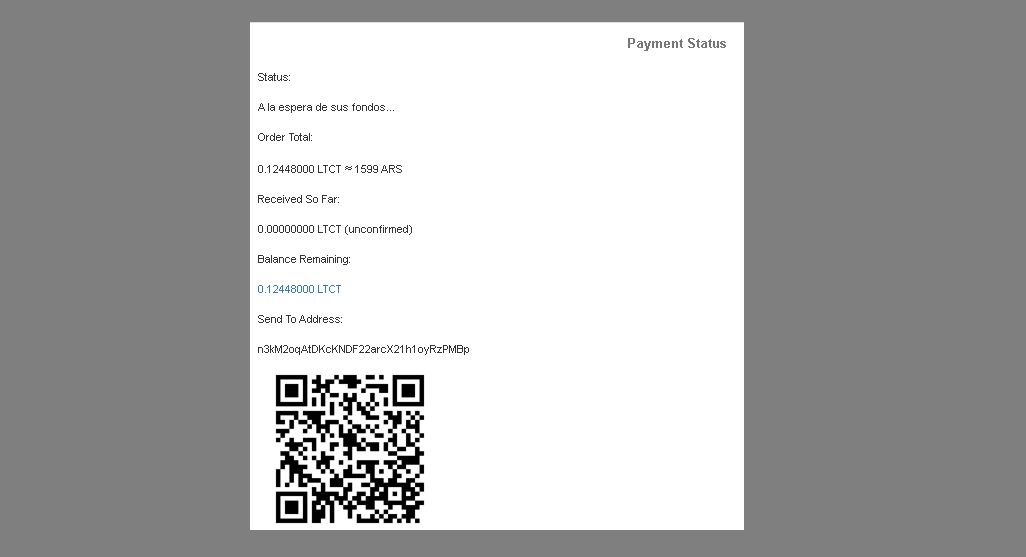 Payment Status
Status:
A la espera de sus fondos...
Order Total:
0.12448000 LTCT ≈ 1599 ARS
Received So Far:
0.00000000 LTCT (unconfirmed)
Balance Remaining:
0.12448000 LTCT
Send To Address:
n3kM2oqAtDKcKNDF22arcX21h1oyRzPMBp